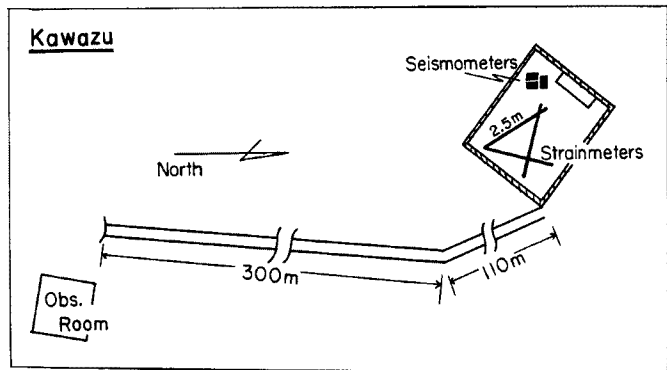 Kawazu
Seismometers
2.5m
Strainmeters
North
300m
110m
Obs.
Room